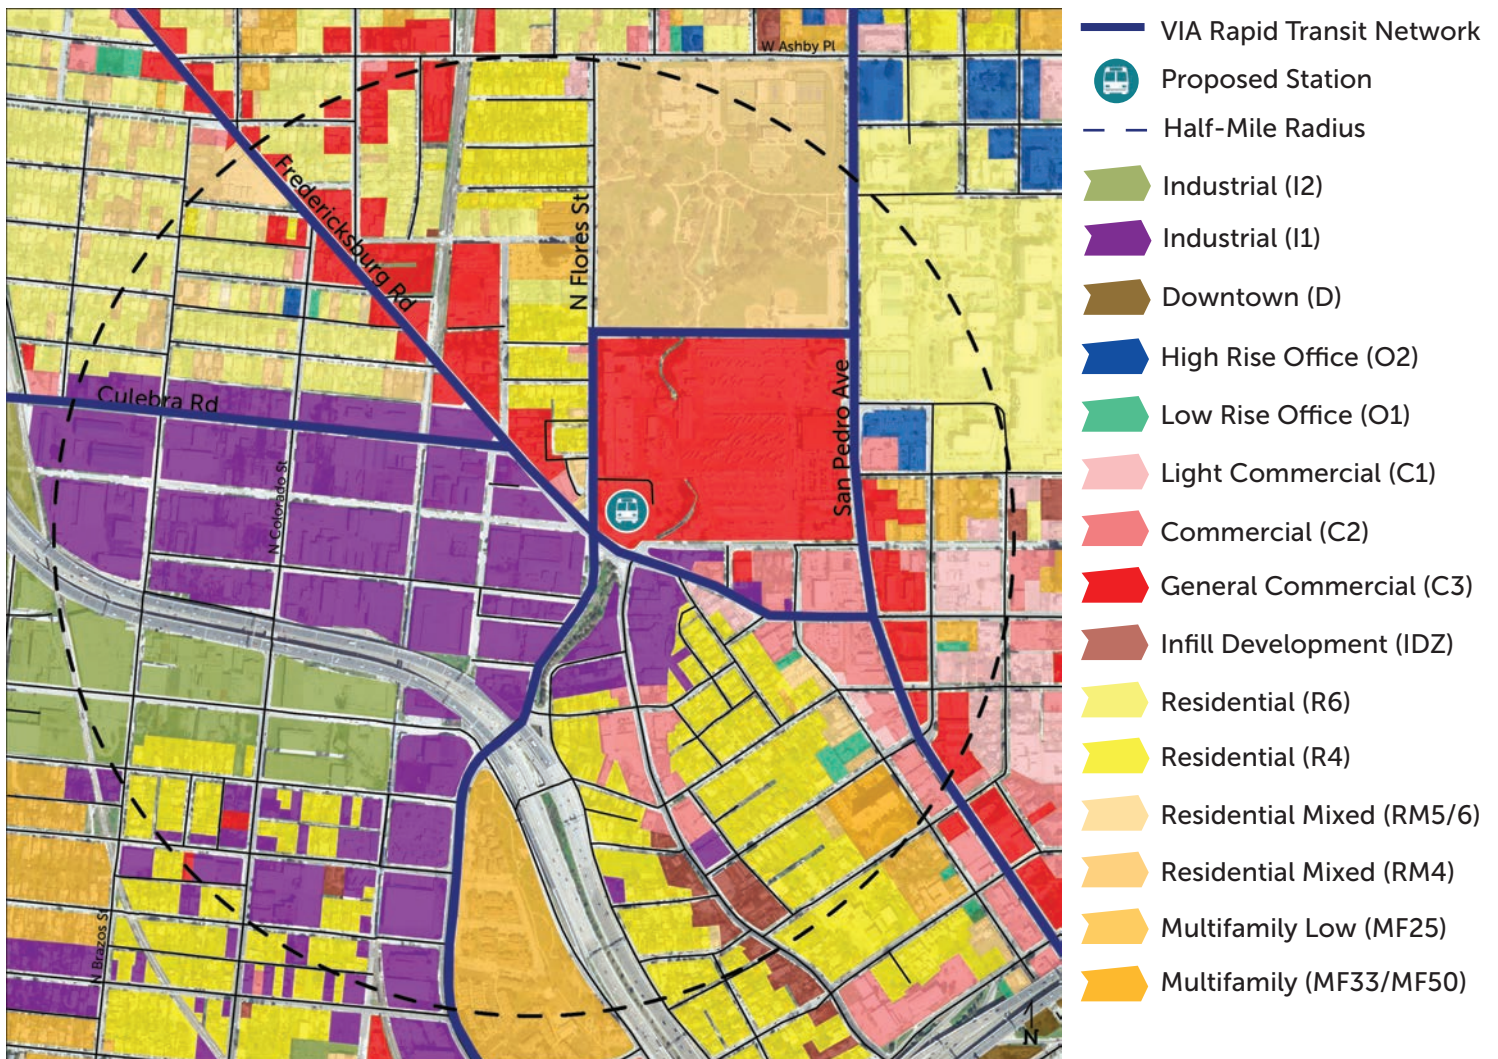 W Ashby Pl
Fredericksburg Rd
N Flores St
Culebra Rd
San Pedro Ave
N Colorado St
N Brazos St
N
VIA Rapid Transit Network
Proposed Station
Half-Mile Radius
Industrial (I2)
Industrial (I1)
Downtown (D)
High Rise Office (O2)
Low Rise Office (O1)
Light Commercial (C1)
Commercial (C2)
General Commercial (C3)
Infill Development (IDZ)
Residential (R6)
Residential (R4)
Residential Mixed (RM5/6)
Residential Mixed (RM4)
Multifamily Low (MF25)
Multifamily (MF33/MF50)